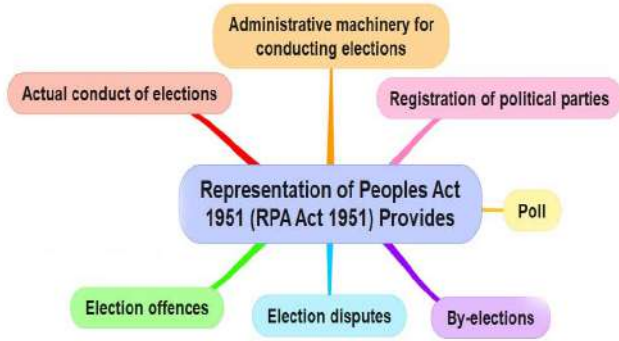 Administrative machinery for
conducting elections
Actual conduct of elections
Registration of political parties
Representation of Peoples Act
1951 (RPA Act 1951) Provides
Poll
Election offences
Election disputes
By-elections